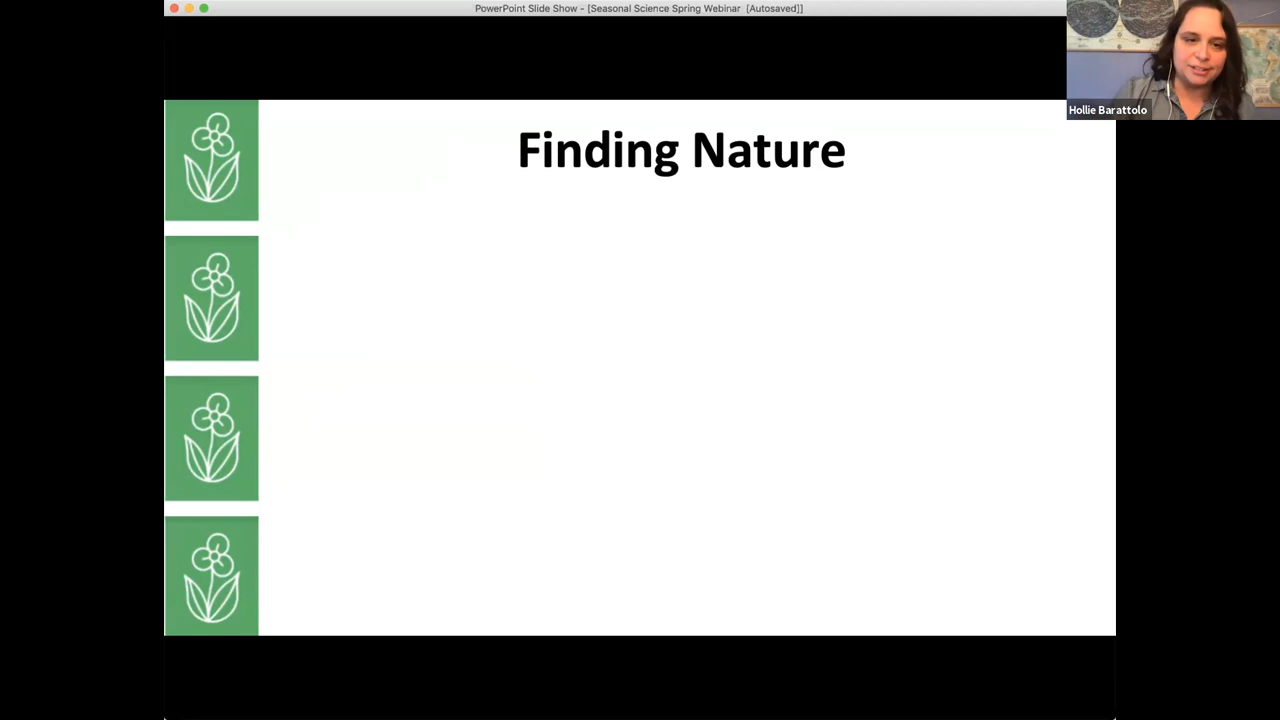 PowerPoint Slide Show - [Seasonal Science Spring Webinar  [Autosaved]]
Hollie Barattolo
Finding Nature